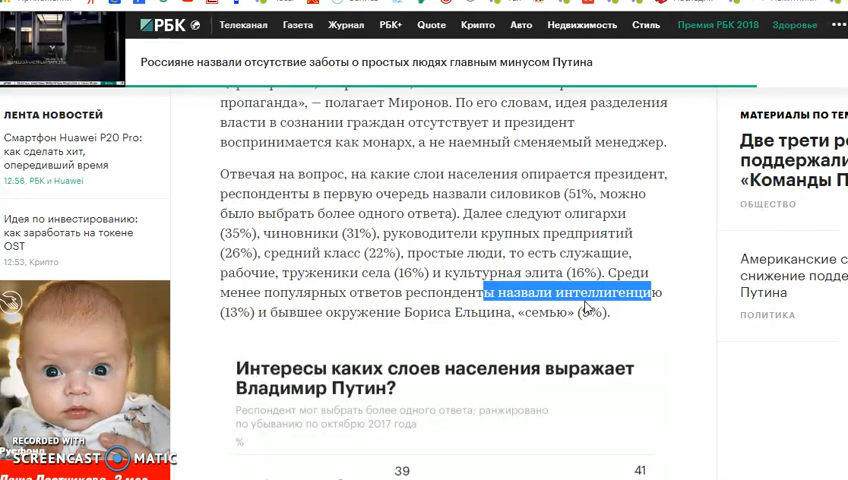 РБК
Телеканал Газета Журнал РБК+ Quote Крипто Авто Недвижимость Стиль Премия РБК 2018 Здоровье
Россияне назвали отсутствие заботы о простых людях главным минусом Путина
ЛЕНТА НОВОСТЕЙ
Смартфон Huawei P20 Pro:
как сделать хит,
опередивший время
12:56, РБК и Huawei
Идея по инвестированию:
как заработать на токене
OST
12:53, Крипто
пропаганда», — полагает Миронов. По его словам, идея разделения
власти в сознании граждан отсутствует и президент
воспринимается как монарх, а не наемный сменяемый менеджер.
Отвечая на вопрос, на какие слои населения опирается президент,
респонденты в первую очередь назвали силовиков (51%, можно
было выбрать более одного ответа). Далее следуют олигархи
(35%), чиновники (31%), руководители крупных предприятий
(26%), средний класс (22%), простые люди, то есть служащие,
рабочие, труженики села (16%) и культурная элита (16%). Среди
менее популярных ответов респонденты назвали интеллигенцию
(13%) и бывшее окружение Бориса Ельцина, «семью»
Интересы каких слоев населения выражает
Владимир Путин?
Респондент мог выбрать более одного ответа; ранжировано
по убыванию по октябрю 2017 года
%
39 41
МАТЕРИАЛЫ ПО
Две трети
поддержали
«Команды
ОБЩЕСТВО
Американские
снижение
Путина
ПОЛИТИКА
RECORDED WITH
SCREENCAST MATIC